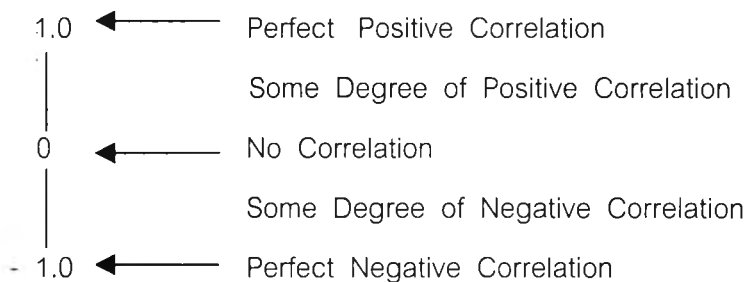 1.0 Perfect Positive Correlation
Some Degree of Positive Correlation
0 No Correlation
Some Degree of Negative Correlation
- 1.0 Perfect Negative Correlation